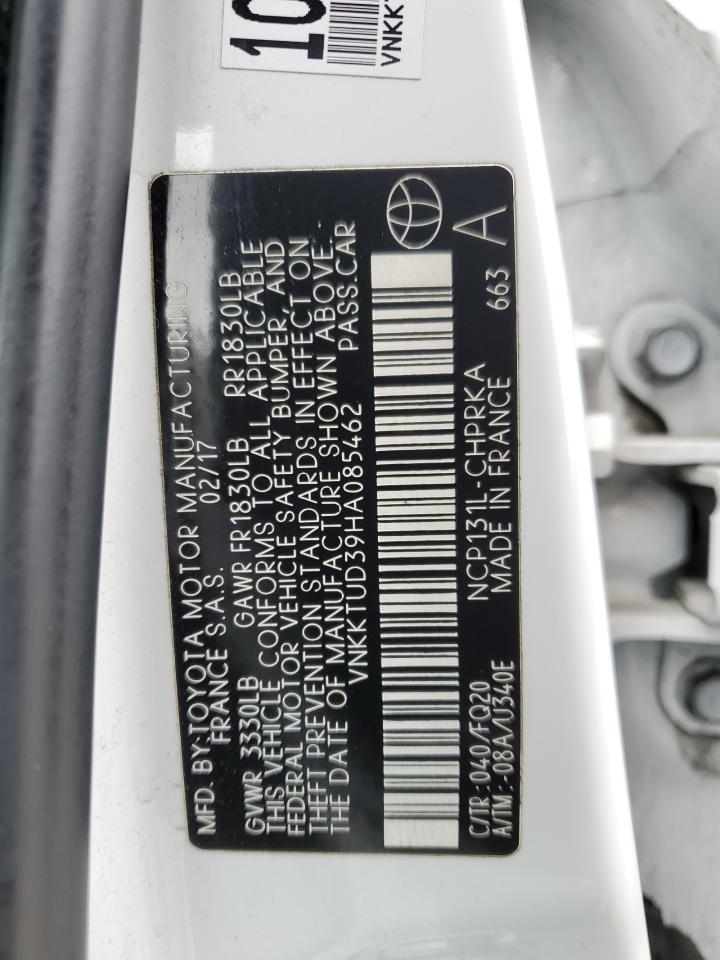 10
VNKK
MFD. BY:TOYOTA MOTOR MANUFACTURING
FRANCE S.A.S. 02/17
GVWR 3330LB GAWR FR1830LB RR1830LB
THIS VEHICLE CONFORMS TO ALL APPLICABLE
FEDERAL MOTOR VEHICLE SAFETY BUMPER, AND
THEFT PREVENTION STANDARDS IN EFFECT ON
THE DATE OF MANUFACTURE SHOWN ABOVE.
VNKKTUD39HA085462 PASS.CAR
C/TR:040/FQ20 NCP131L-CHPRKA 663 A
A/TM:-08A/U340E MADE IN FRANCE